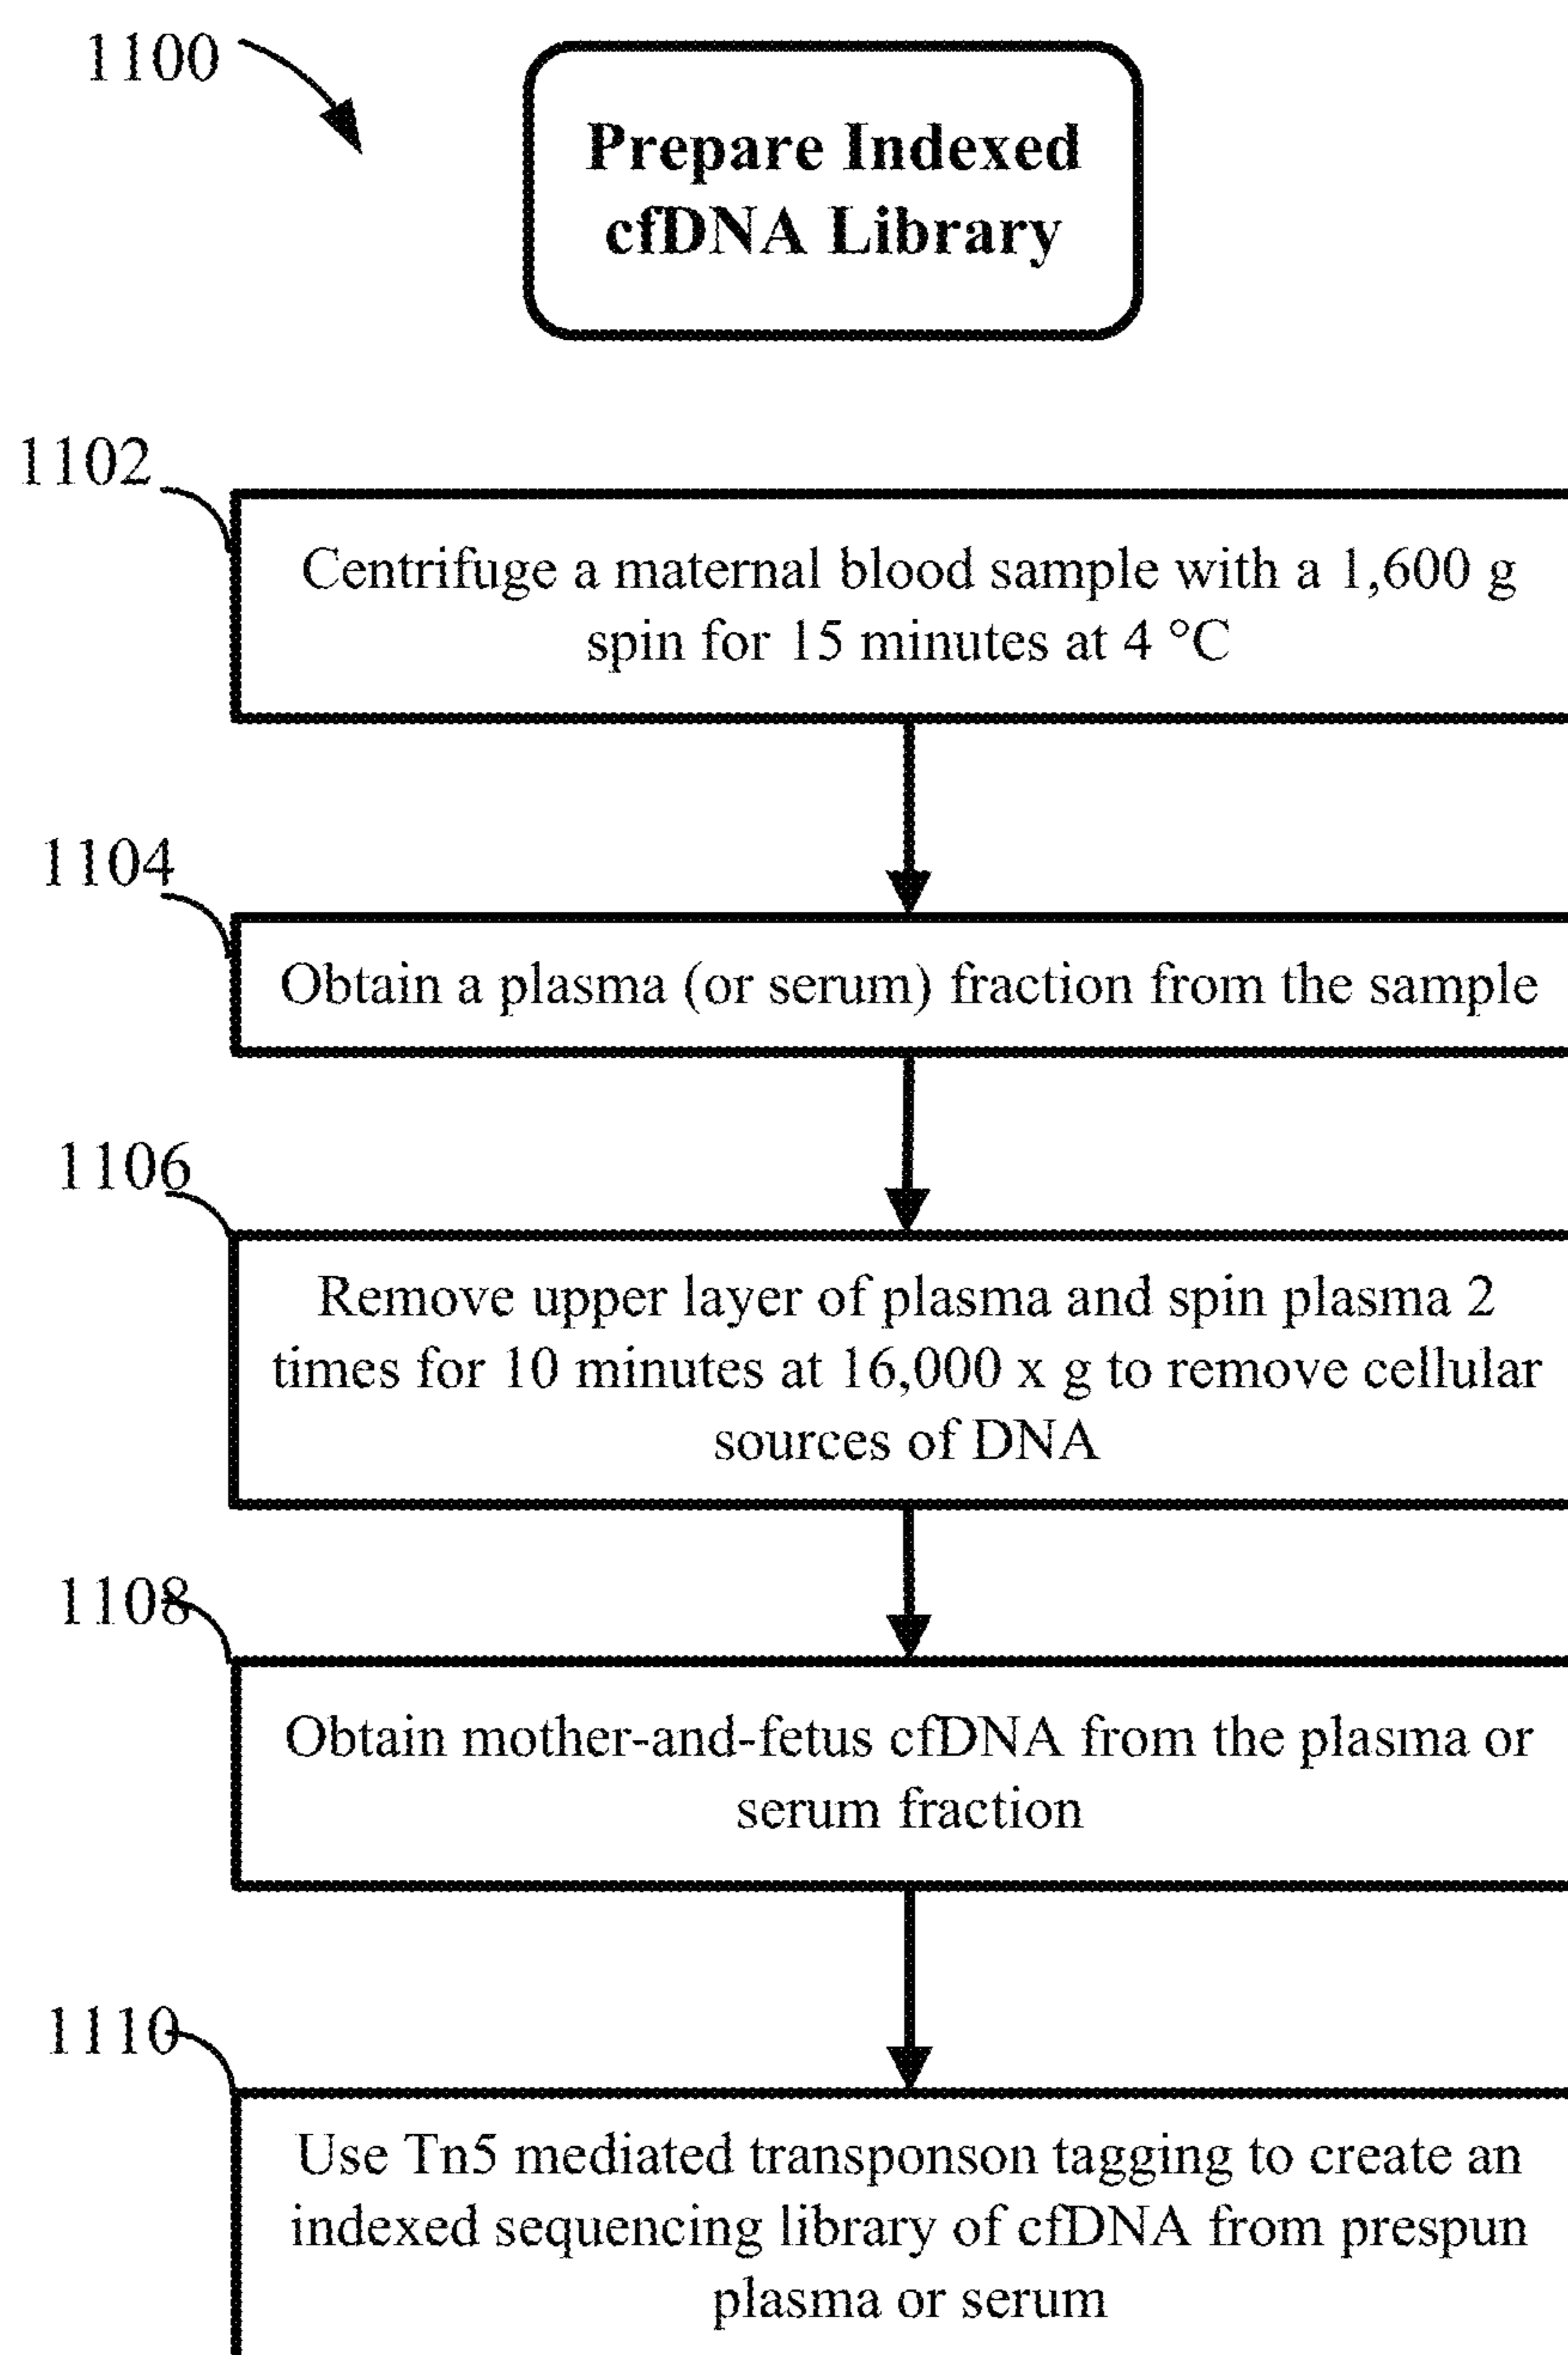 1100
Prepare Indexed
cfDNA Library
1102
Centrifuge a maternal blood sample with a 1,600 g
spin for 15 minutes at 4 °C
1104
Obtain a plasma (or serum) fraction from the sample
1106
Remove upper layer of plasma and spin plasma 2
times for 10 minutes at 16,000 x g to remove cellular
sources of DNA
1108
Obtain mother-and-fetus cfDNA from the plasma or
serum fraction
1110
Use Tn5 mediated transponson tagging to create an
indexed sequencing library of cfDNA from prespun
plasma or serum